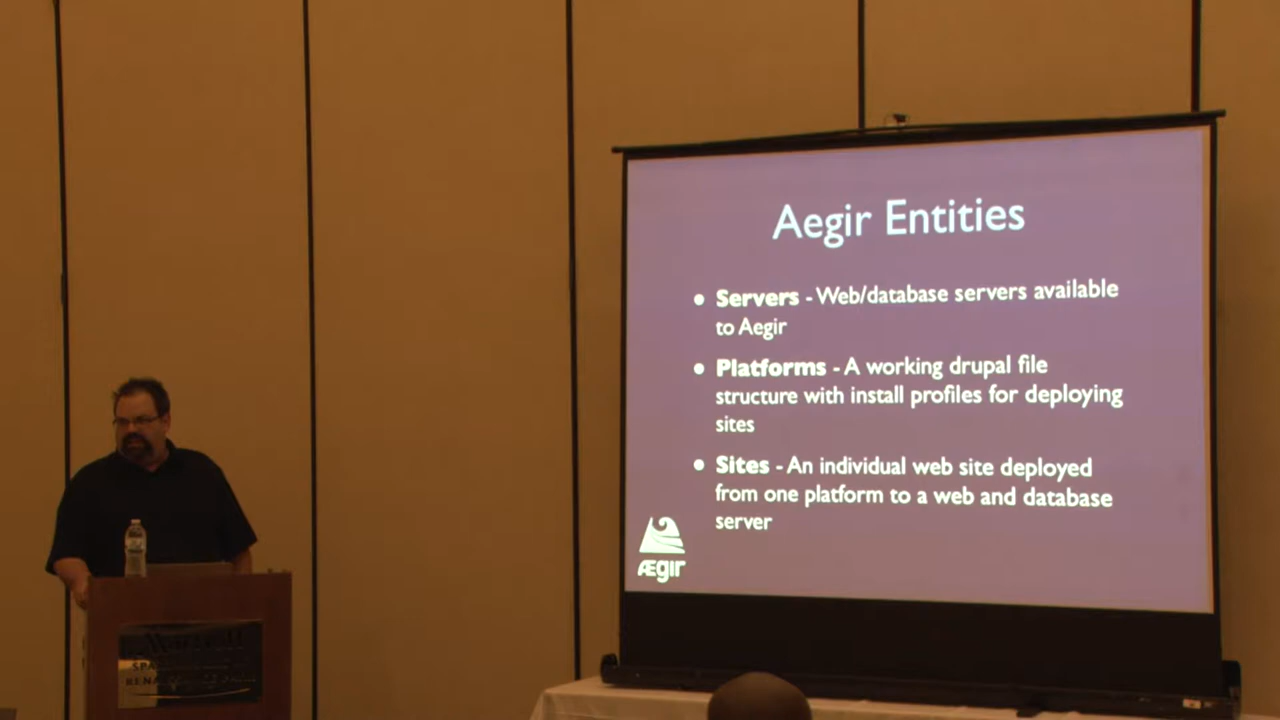 Aegir Entities
• Servers - Web/database servers available
to Aegir
• Platforms - A working drupal file
structure with install profiles for deploying
sites
• Sites - An individual web site deployed
from one platform to a web and database
server
ÆGIR
Marriott